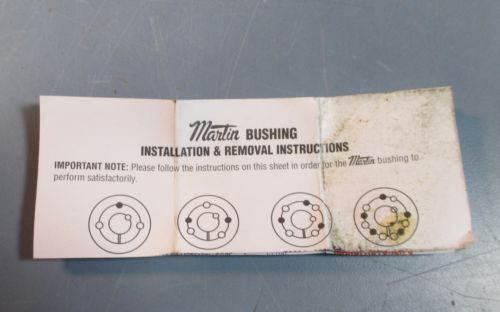 Martin BUSHING
INSTALLATION & REMOVAL INSTRUCTIONS
IMPORTANT NOTE: Please follow the instructions on this sheet in order for the Martin bushing to
perform satisfactorily.